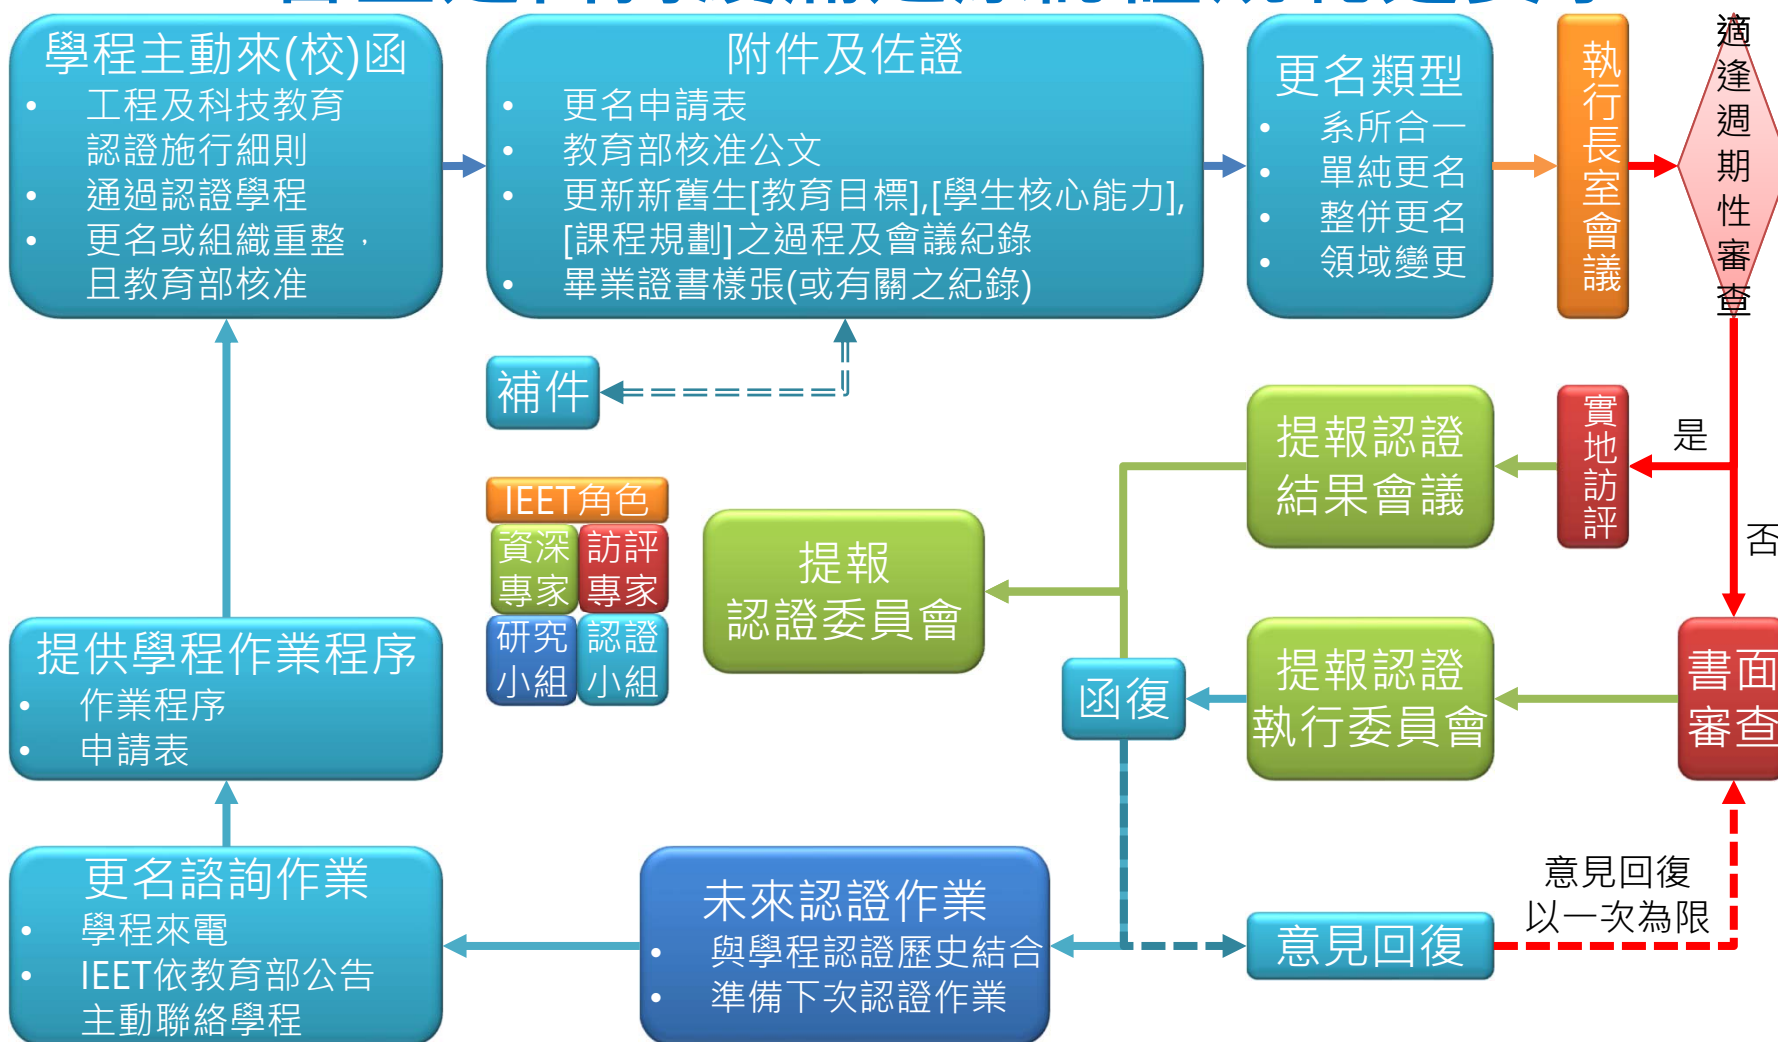 學程主動來(校)函
• 工程及科技教育
認證施行細則
• 通過認證學程
• 更名或組織重整，
且教育部核准
附件及佐證
• 更名申請表
• 教育部核准公文
• 更新新舊生[教育目標],[學生核心能力],
[課程規劃]之過程及會議紀錄
• 畢業證書樣張(或有關之紀錄)
更名類型
• 系所合一
• 單純更名
• 整併更名
• 領域變更
執行長室會議
適逢週期性審查
補件
提報認證
結果會議
實地訪評
是
否
IEET角色
資深
專家
訪評
專家
研究
小組
認證
小組
提報
認證委員會
提供學程作業程序
• 作業程序
• 申請表
函復
提報認證
執行委員會
書面
審查
更名諮詢作業
• 學程來電
• IEET依教育部公告
主動聯絡學程
未來認證作業
• 與學程認證歷史結合
• 準備下次認證作業
意見回復
意見回復
以一次為限